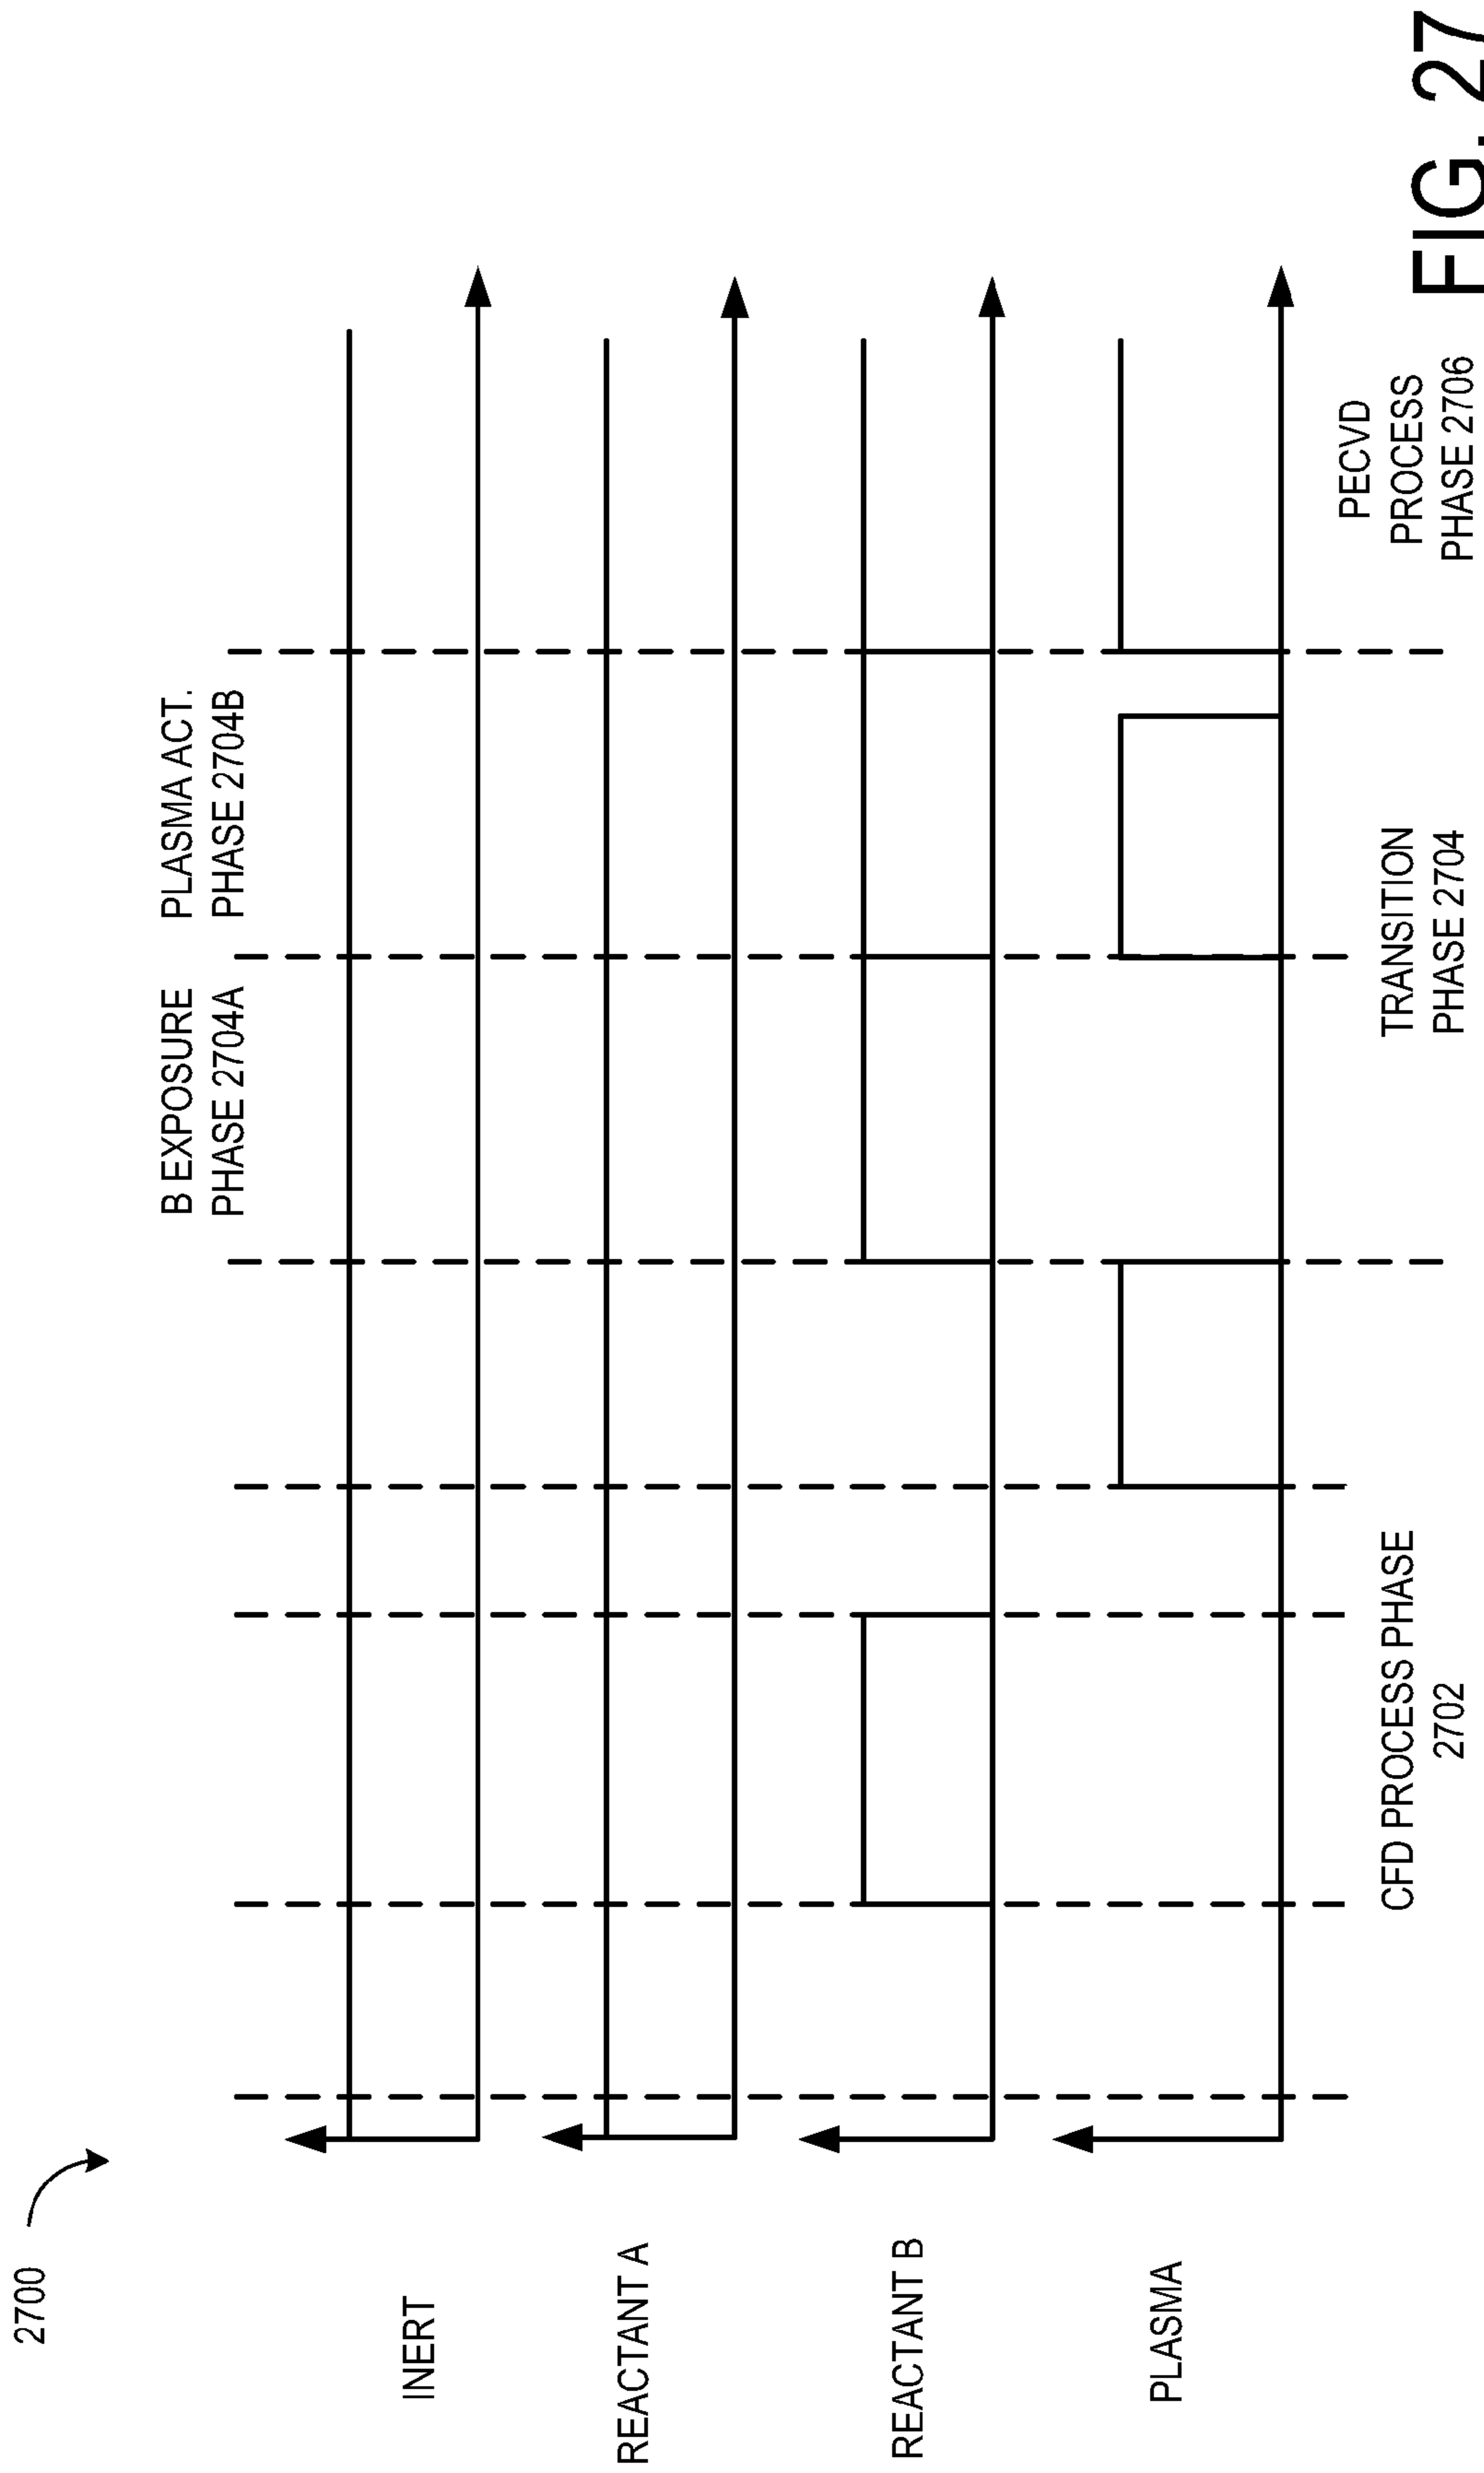 2700
B EXPOSURE
PHASE 2704A
PLASMA ACT.
PHASE 2704B
INERT
REACTANT A
REACTANT B
PLASMA
CFD PROCESS PHASE
2702
TRANSITION
PHASE 2704
PECVD
PROCESS
PHASE 2706
FIG. 27